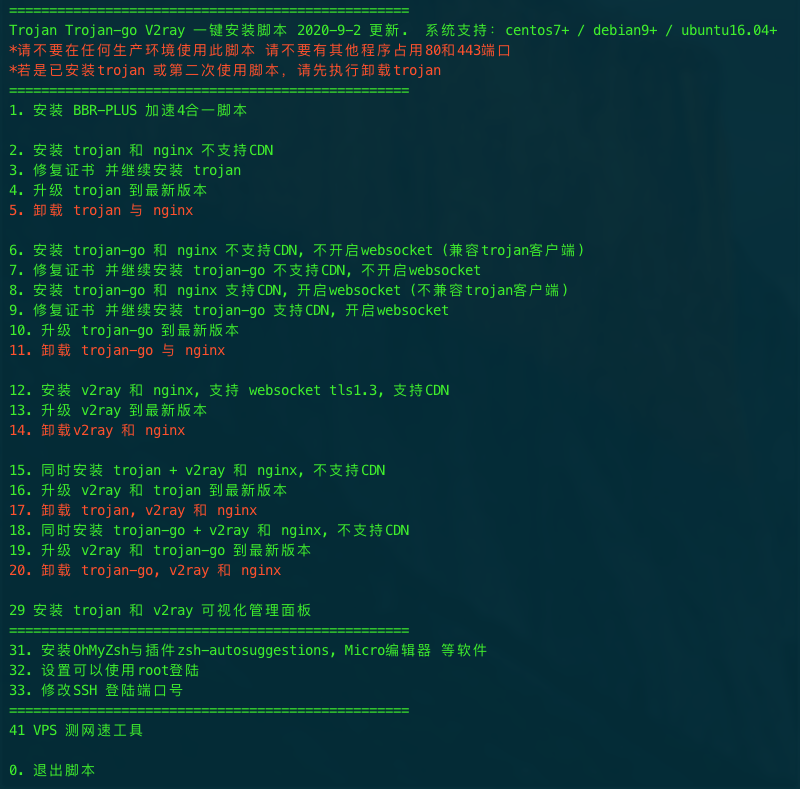 ==================================================
Trojan Trojan-go V2ray 一键安装脚本 2020-9-2 更新.  系统支持：centos7+ / debian9+ / ubuntu16.04+
*请不要在任何生产环境使用此脚本 请不要有其他程序占用80和443端口
*若是已安装trojan 或第二次使用脚本，请先执行卸载trojan
==================================================
1. 安装 BBR-PLUS 加速4合一脚本
2. 安装 trojan 和 nginx 不支持CDN
3. 修复证书 并继续安装 trojan
4. 升级 trojan 到最新版本
5. 卸载 trojan 与 nginx
6. 安装 trojan-go 和 nginx 不支持CDN, 不开启websocket (兼容trojan客户端)
7. 修复证书 并继续安装 trojan-go 不支持CDN, 不开启websocket
8. 安装 trojan-go 和 nginx 支持CDN, 开启websocket (不兼容trojan客户端)
9. 修复证书 并继续安装 trojan-go 支持CDN, 开启websocket
10. 升级 trojan-go 到最新版本
11. 卸载 trojan-go 与 nginx
12. 安装 v2ray 和 nginx, 支持 websocket tls1.3, 支持CDN
13. 升级 v2ray 到最新版本
14. 卸载v2ray 和 nginx
15. 同时安装 trojan + v2ray 和 nginx, 不支持CDN
16. 升级 v2ray 和 trojan 到最新版本
17. 卸载 trojan, v2ray 和 nginx
18. 同时安装 trojan-go + v2ray 和 nginx, 不支持CDN
19. 升级 v2ray 和 trojan-go 到最新版本
20. 卸载 trojan-go, v2ray 和 nginx
29 安装 trojan 和 v2ray 可视化管理面板
==================================================
31. 安装OhMyZsh与插件zsh-autosuggestions, Micro编辑器 等软件
32. 设置可以使用root登陆
33. 修改SSH 登陆端口号
==================================================
41 VPS 测网速工具
0. 退出脚本